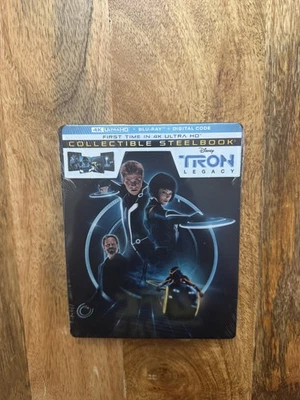 4K ULTRA HD + BLU-RAY + DIGITAL CODE
FIRST TIME IN 4K ULTRA HD
COLLECTIBLE STEELBOOK
Disney
TRON
LEGACY